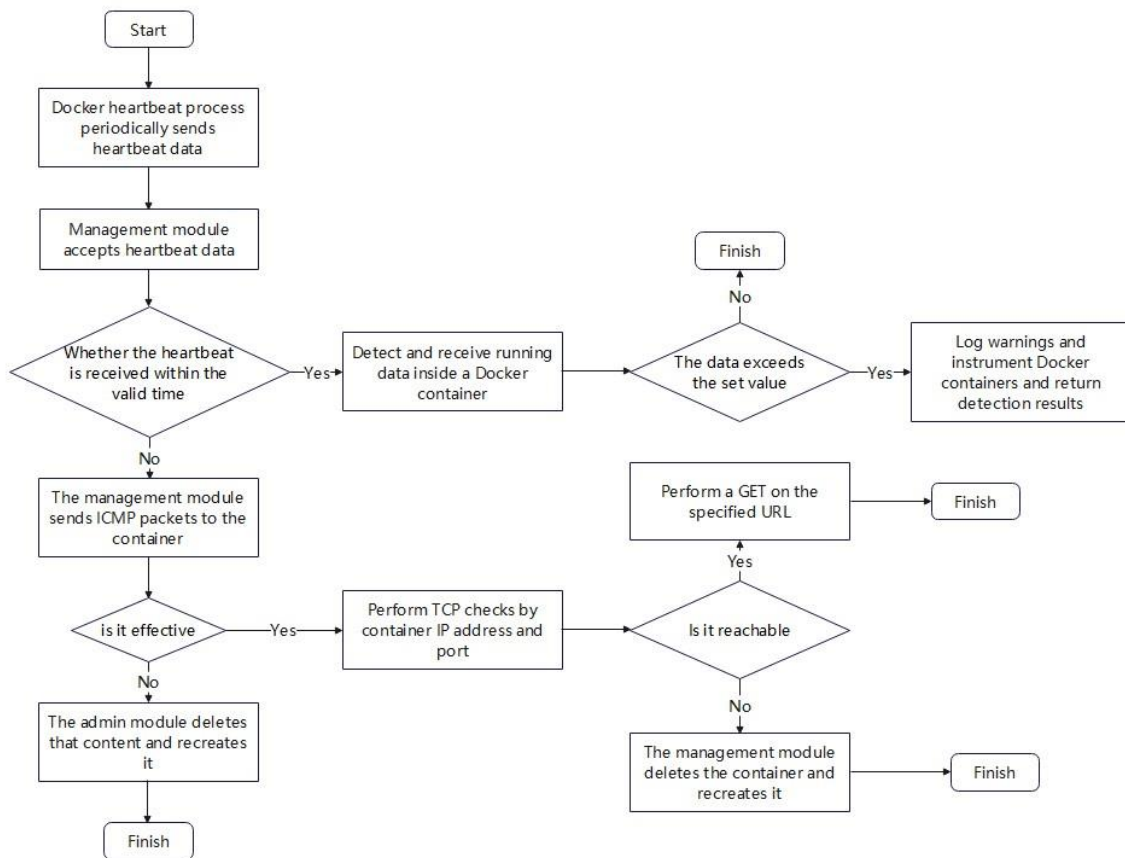 Start
Docker heartbeat process
periodically sends
heartbeat data
Management module
accepts heartbeat data
Whether the heartbeat
is received within the
valid time
Yes
Detect and receive running
data inside a Docker
container
The data exceeds
the set value
No
Finish
Yes
Log warnings and
instrument Docker
containers and return
detection results
No
The management module
sends ICMP packets to the
container
is it effective
Yes
Perform TCP checks by
container IP address and
port
Is it reachable
Yes
Perform a GET on the
specified URL
Finish
No
The management module
deletes the container and
recreates it
Finish
No
The admin module deletes
that content and recreates
it
Finish